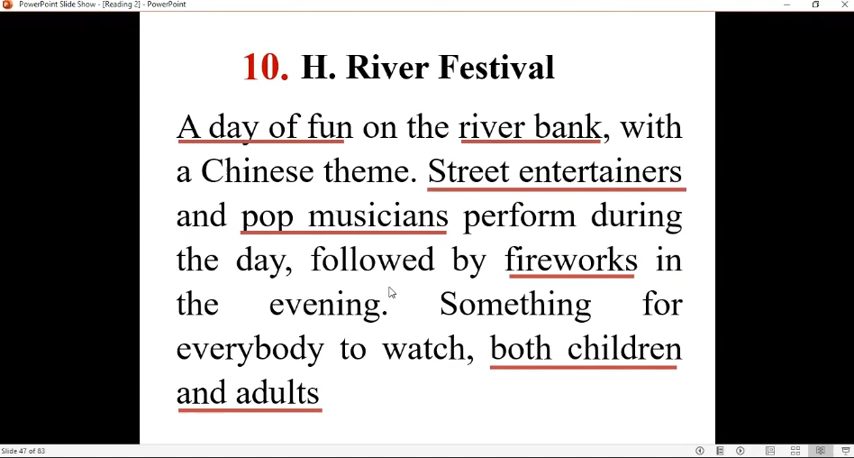 PowerPoint Slide Show - [Reading 2] - PowerPoint
10. H. River Festival
A day of fun on the river bank, with
a Chinese theme. Street entertainers
and pop musicians perform during
the day, followed by fireworks in
the evening. Something for
everybody to watch, both children
and adults
Slide 47 of 83